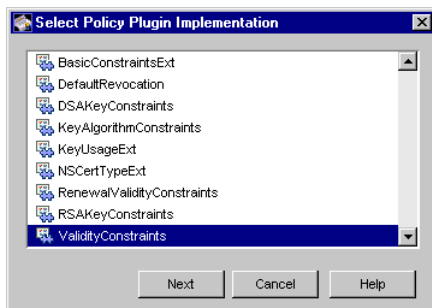 Select Policy Plugin Implementation
BasicConstraintsExt
DefaultRevocation
DSAKeyConstraints
KeyAlgorithmConstraints
KeyUsageExt
NSCertTypeExt
RenewalValidityConstraints
RSAKeyConstraints
ValidityConstraints
Next Cancel Help